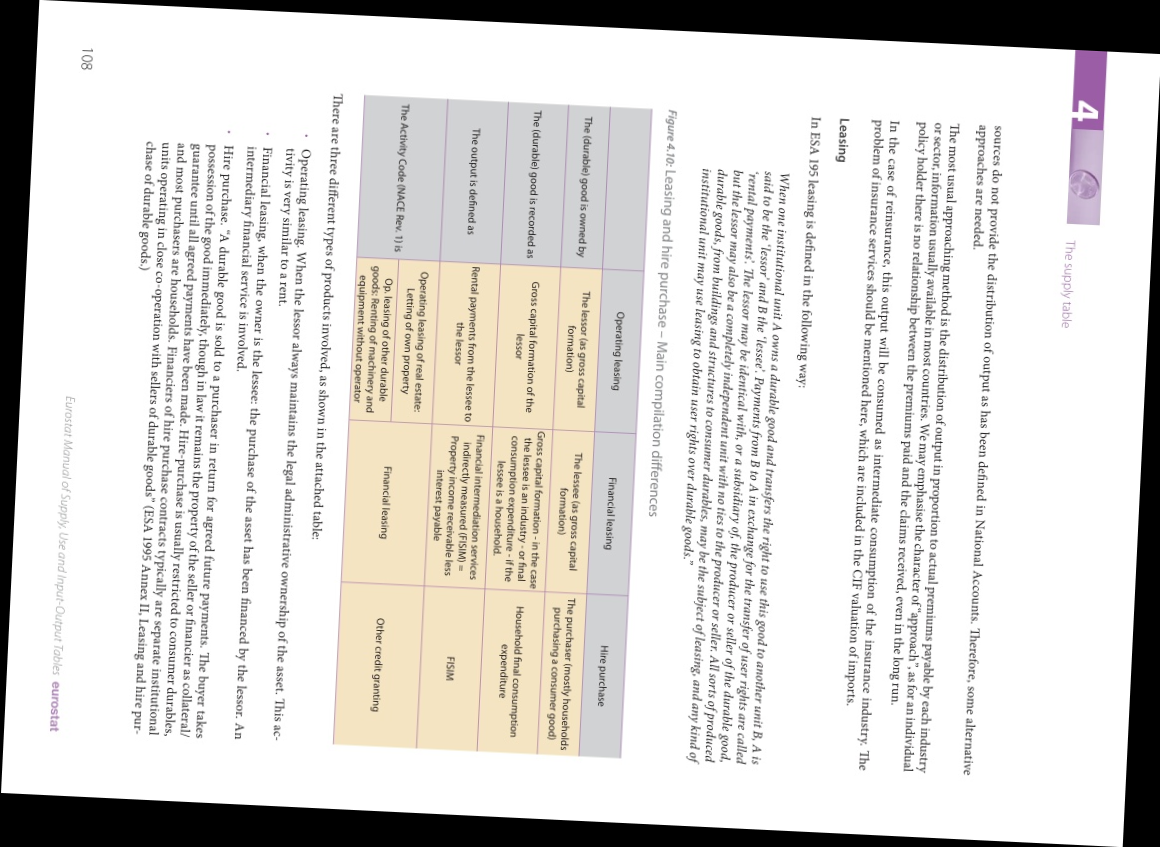 4
The supply table
sources do not provide the distribution of output as has been defined in National Accounts. Therefore, some alternative
approaches are needed.
The most usual approaching method is the distribution of output in proportion to actual premiums payable by each industry
or sector, information usually available in most countries. We may emphasise the character of "approach", as for an individual
policy holder there is no relationship between the premiums paid and the claims received, even in the long run.
In the case of reinsurance, this output will be consumed as intermediate consumption of the insurance industry. The
problem of insurance services should be mentioned here, which are included in the CIF valuation of imports.
Leasing
In ESA 195 leasing is defined in the following way:
When one institutional unit A owns a durable good and transfers the right to use this good to another unit B, A is
said to be the 'lessor' and B the 'lessee'. Payments from B to A in exchange for the transfer of user rights are called
'rental payments'. The lessor may be identical with, or a subsidiary of, the producer or seller of the durable good,
but the lessor may also be a completely independent unit with no ties to the producer or seller. All sorts of produced
durable goods, from buildings and structures to consumer durables, may be the subject of leasing, and any kind of
institutional unit may use leasing to obtain user rights over durable goods."
Figure 4.10: Leasing and hire purchase – Main compilation differences
Operating leasing
Financial leasing
Hire purchase
The (durable) good is owned by
The lessor (as gross capital
formation)
The lessee (as gross capital
formation)
The purchaser (mostly households
purchasing a consumer good)
The (durable) good is recorded as
Gross capital formation of the
lessor
Gross capital formation - in the case
the lessee is an industry - or final
consumption expenditure - if the
lessee is a household.
Household final consumption
expenditure
The output is defined as
Rental payments from the lessee to
the lessor
Financial intermediation services
indirectly measured (FISIM) =
Property income receivable less
interest payable
FISIM
The Activity Code (NACE Rev. 1) is
Operating leasing of real estate:
Letting of own property
Op. leasing of other durable
goods: Renting of machinery and
equipment without operator
Financial leasing
Other credit granting
There are three different types of products involved, as shown in the attached table:
• Operating leasing. When the lessor always maintains the legal administrative ownership of the asset. This ac-
tivity is very similar to a rent.
• Financial leasing, when the owner is the lessee: the purchase of the asset has been financed by the lessor. An
intermediary financial service is involved.
• Hire purchase. "A durable good is sold to a purchaser in return for agreed future payments. The buyer takes
possession of the good immediately, though in law it remains the property of the seller or financier as collateral/
guarantee until all agreed payments have been made. Hire-purchase is usually restricted to consumer durables,
and most purchasers are households. Financiers of hire purchase contracts typically are separate institutional
units operating in close co-operation with sellers of durable goods" (ESA 1995 Annex II, Leasing and hire pur-
chase of durable goods.)
108
Eurostat Manual of Supply, Use and Input-Output Tables eurostat